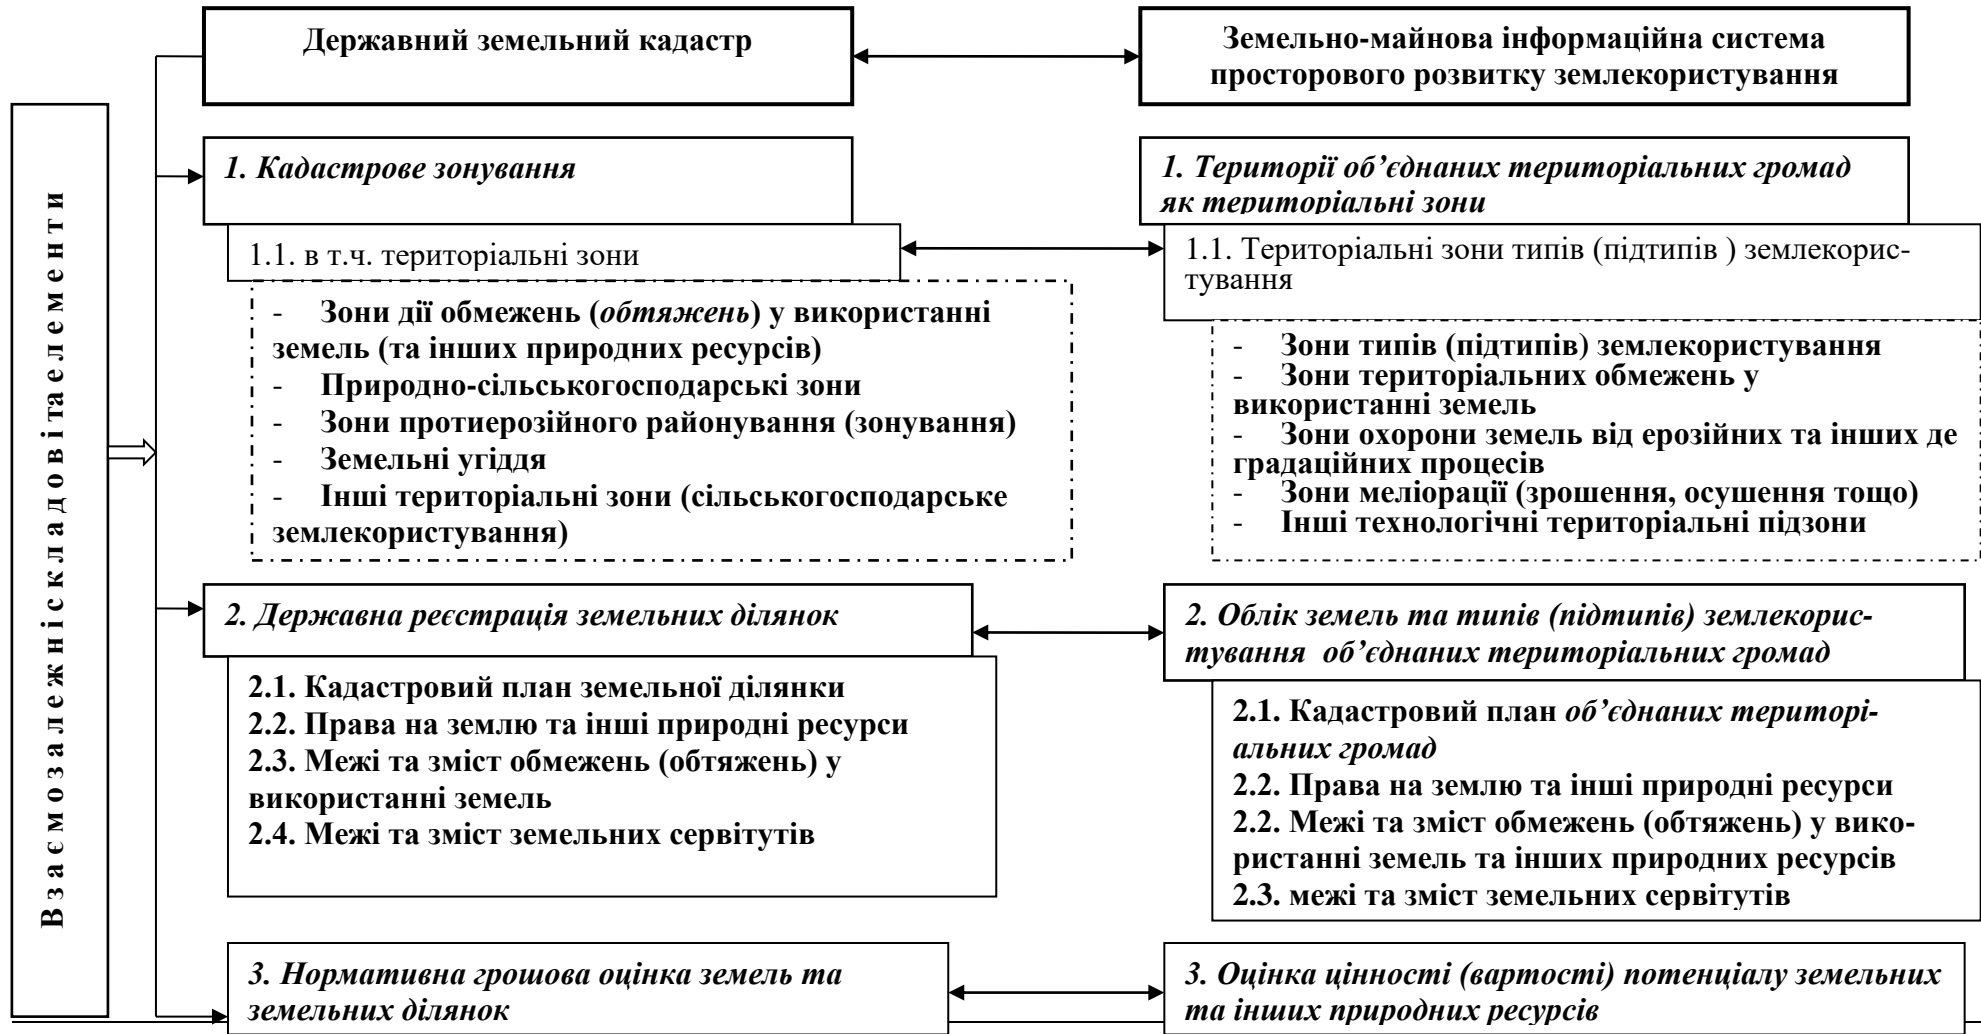 Державний земельний кадастр
Земельно-майнова інформаційна система
просторового розвитку землекористування
Взаємозалежні складові та елементи
1. Кадастрове зонування
1. Території об’єднаних територіальних громад
як територіальні зони
1.1. в т.ч. територіальні зони
1.1. Територіальні зони типів (підтипів ) землекорис-
тування
- Зони дії обмежень (обтяжень) у використанні
земель (та інших природних ресурсів)
- Природно-сільськогосподарські зони
- Зони протиерозійного районування (зонування)
- Земельні угіддя
- Інші територіальні зони (сільськогосподарське
землекористування)
- Зони типів (підтипів) землекористування
- Зони територіальних обмежень у
використанні земель
- Зони охорони земель від ерозійних та інших де
градаційних процесів
- Зони меліорації (зрошення, осушення тощо)
- Інші технологічні територіальні підзони
2. Державна реєстрація земельних ділянок
2. Облік земель та типів (підтипів) землекорис-
тування об’єднаних територіальних громад
2.1. Кадастровий план земельної ділянки
2.2. Права на землю та інші природні ресурси
2.3. Межі та зміст обмежень (обтяжень) у
використанні земель
2.4. Межі та зміст земельних сервітутів
2.1. Кадастровий план об’єднаних територі-
альних громад
2.2. Права на землю та інші природні ресурси
2.2. Межі та зміст обмежень (обтяжень) у вико-
ристанні земель та інших природних ресурсів
2.3. межі та зміст земельних сервітутів
3. Нормативна грошова оцінка земель та
земельних ділянок
3. Оцінка цінності (вартості) потенціалу земельних
та інших природних ресурсів